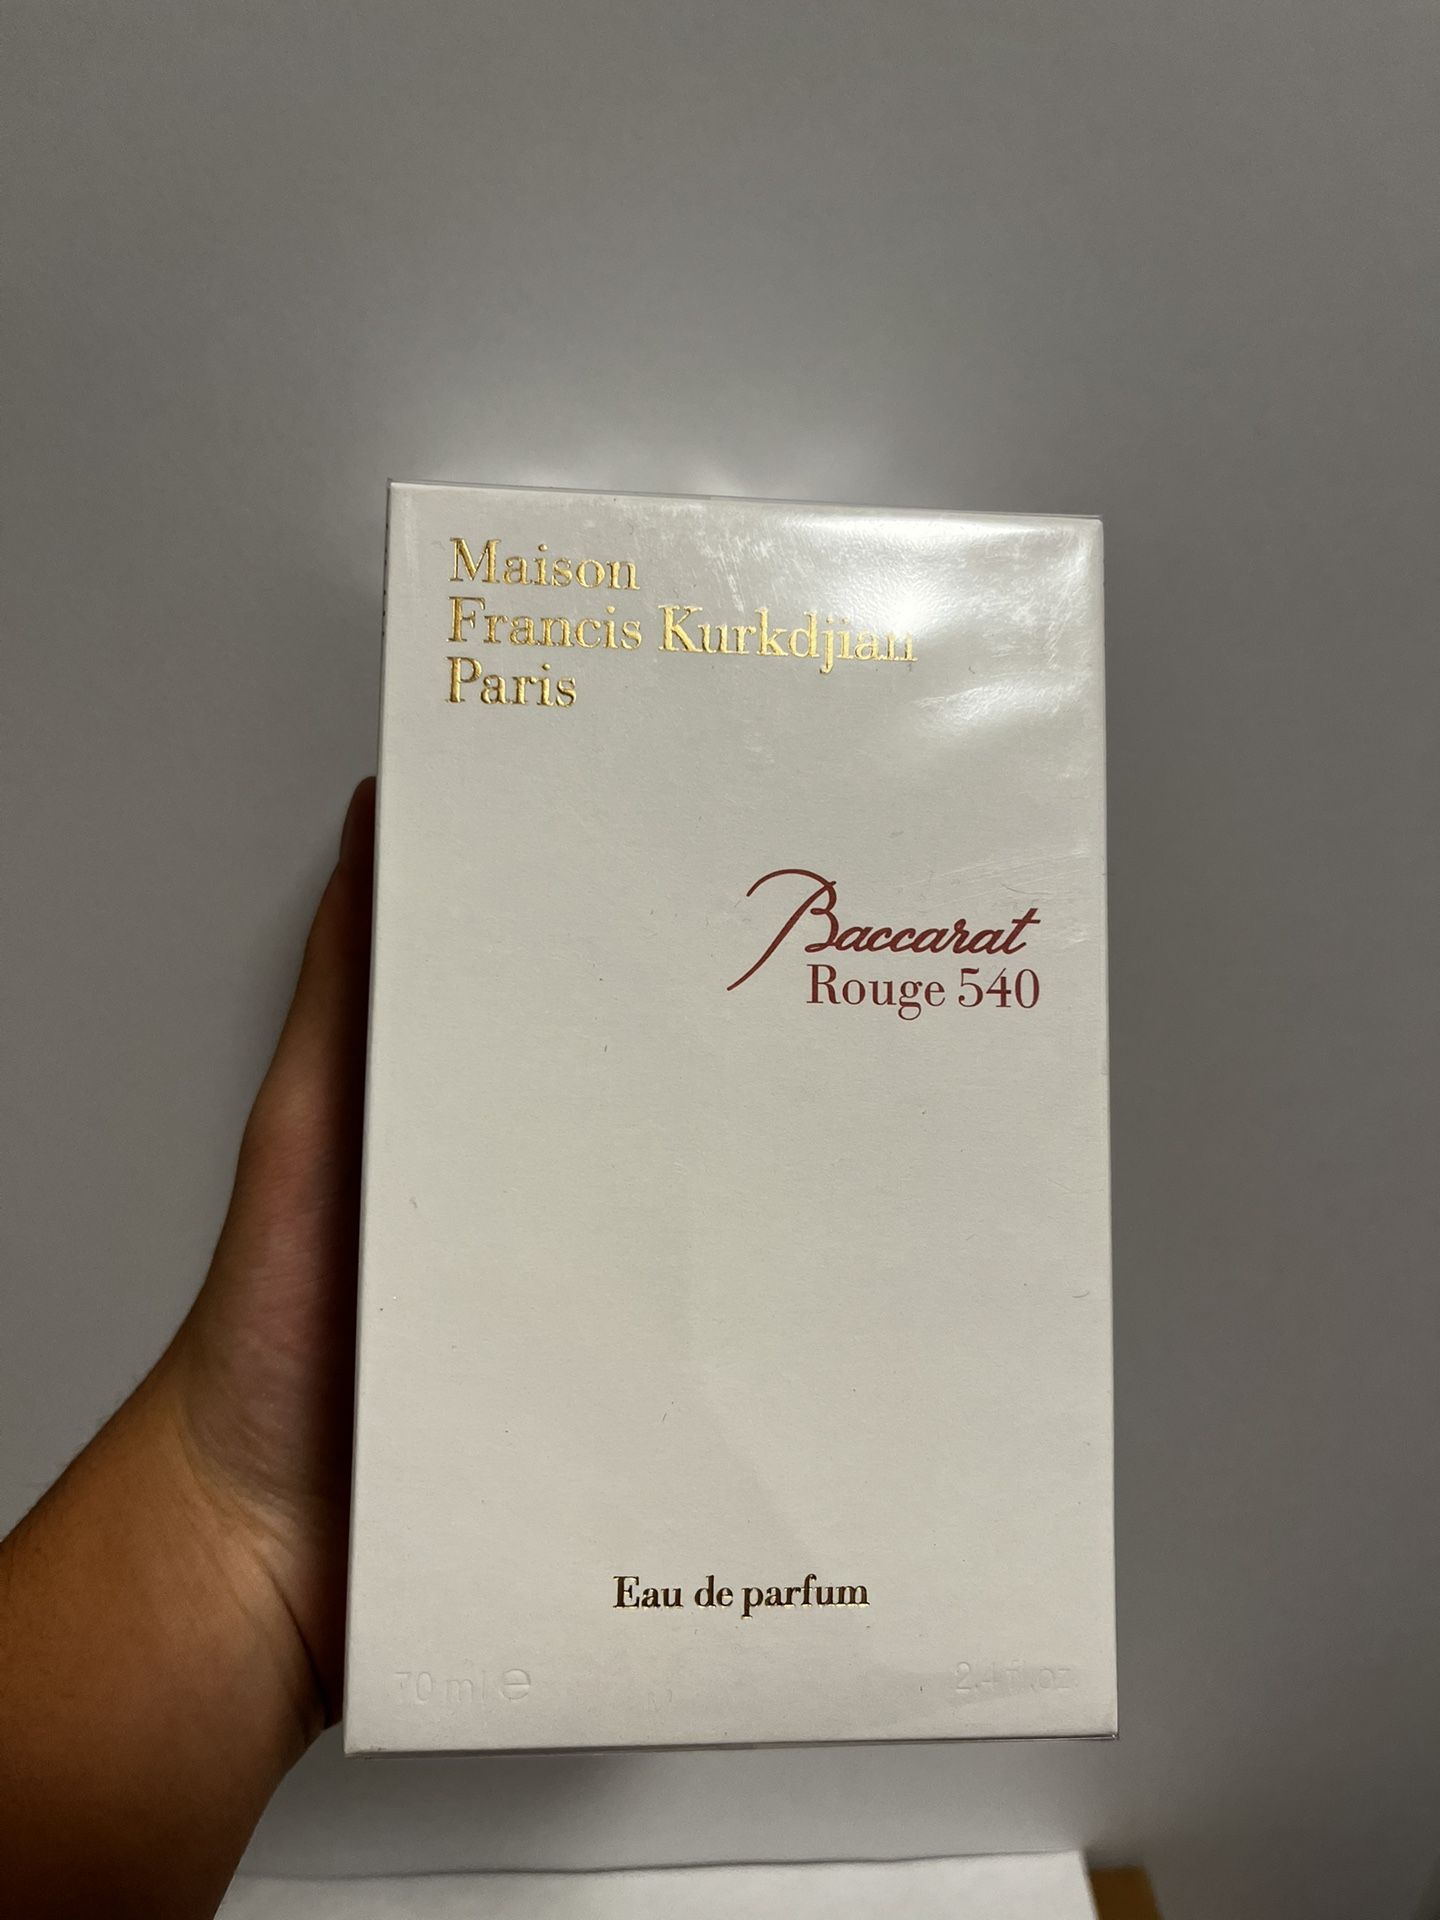 Maison
Francis Kurkdjian
Paris
Baccarat
Rouge 540
Eau de parfum
70 ml ℮ 2.4 fl.oz.